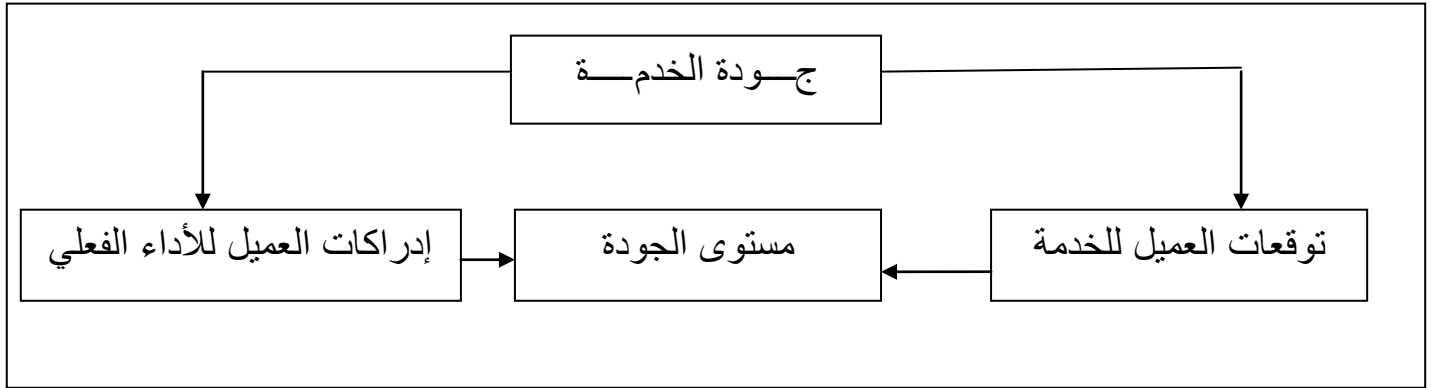 جـــودة الخدمـــة
توقعات العميل للخدمة
مستوى الجودة
إدراكات العميل للأداء الفعلي